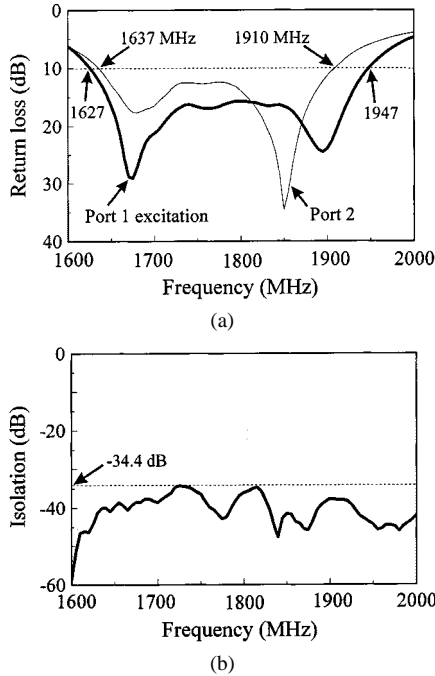 0
1637 MHz
1910 MHz
10
1627
1947
20
30
Port 1 excitation
Port 2
40
1600
1700
1800
1900
2000
Return loss (dB)
Frequency (MHz)
(a)
0
-20
-34.4 dB
-40
-60
1600
1700
1800
1900
2000
Isolation (dB)
Frequency (MHz)
(b)